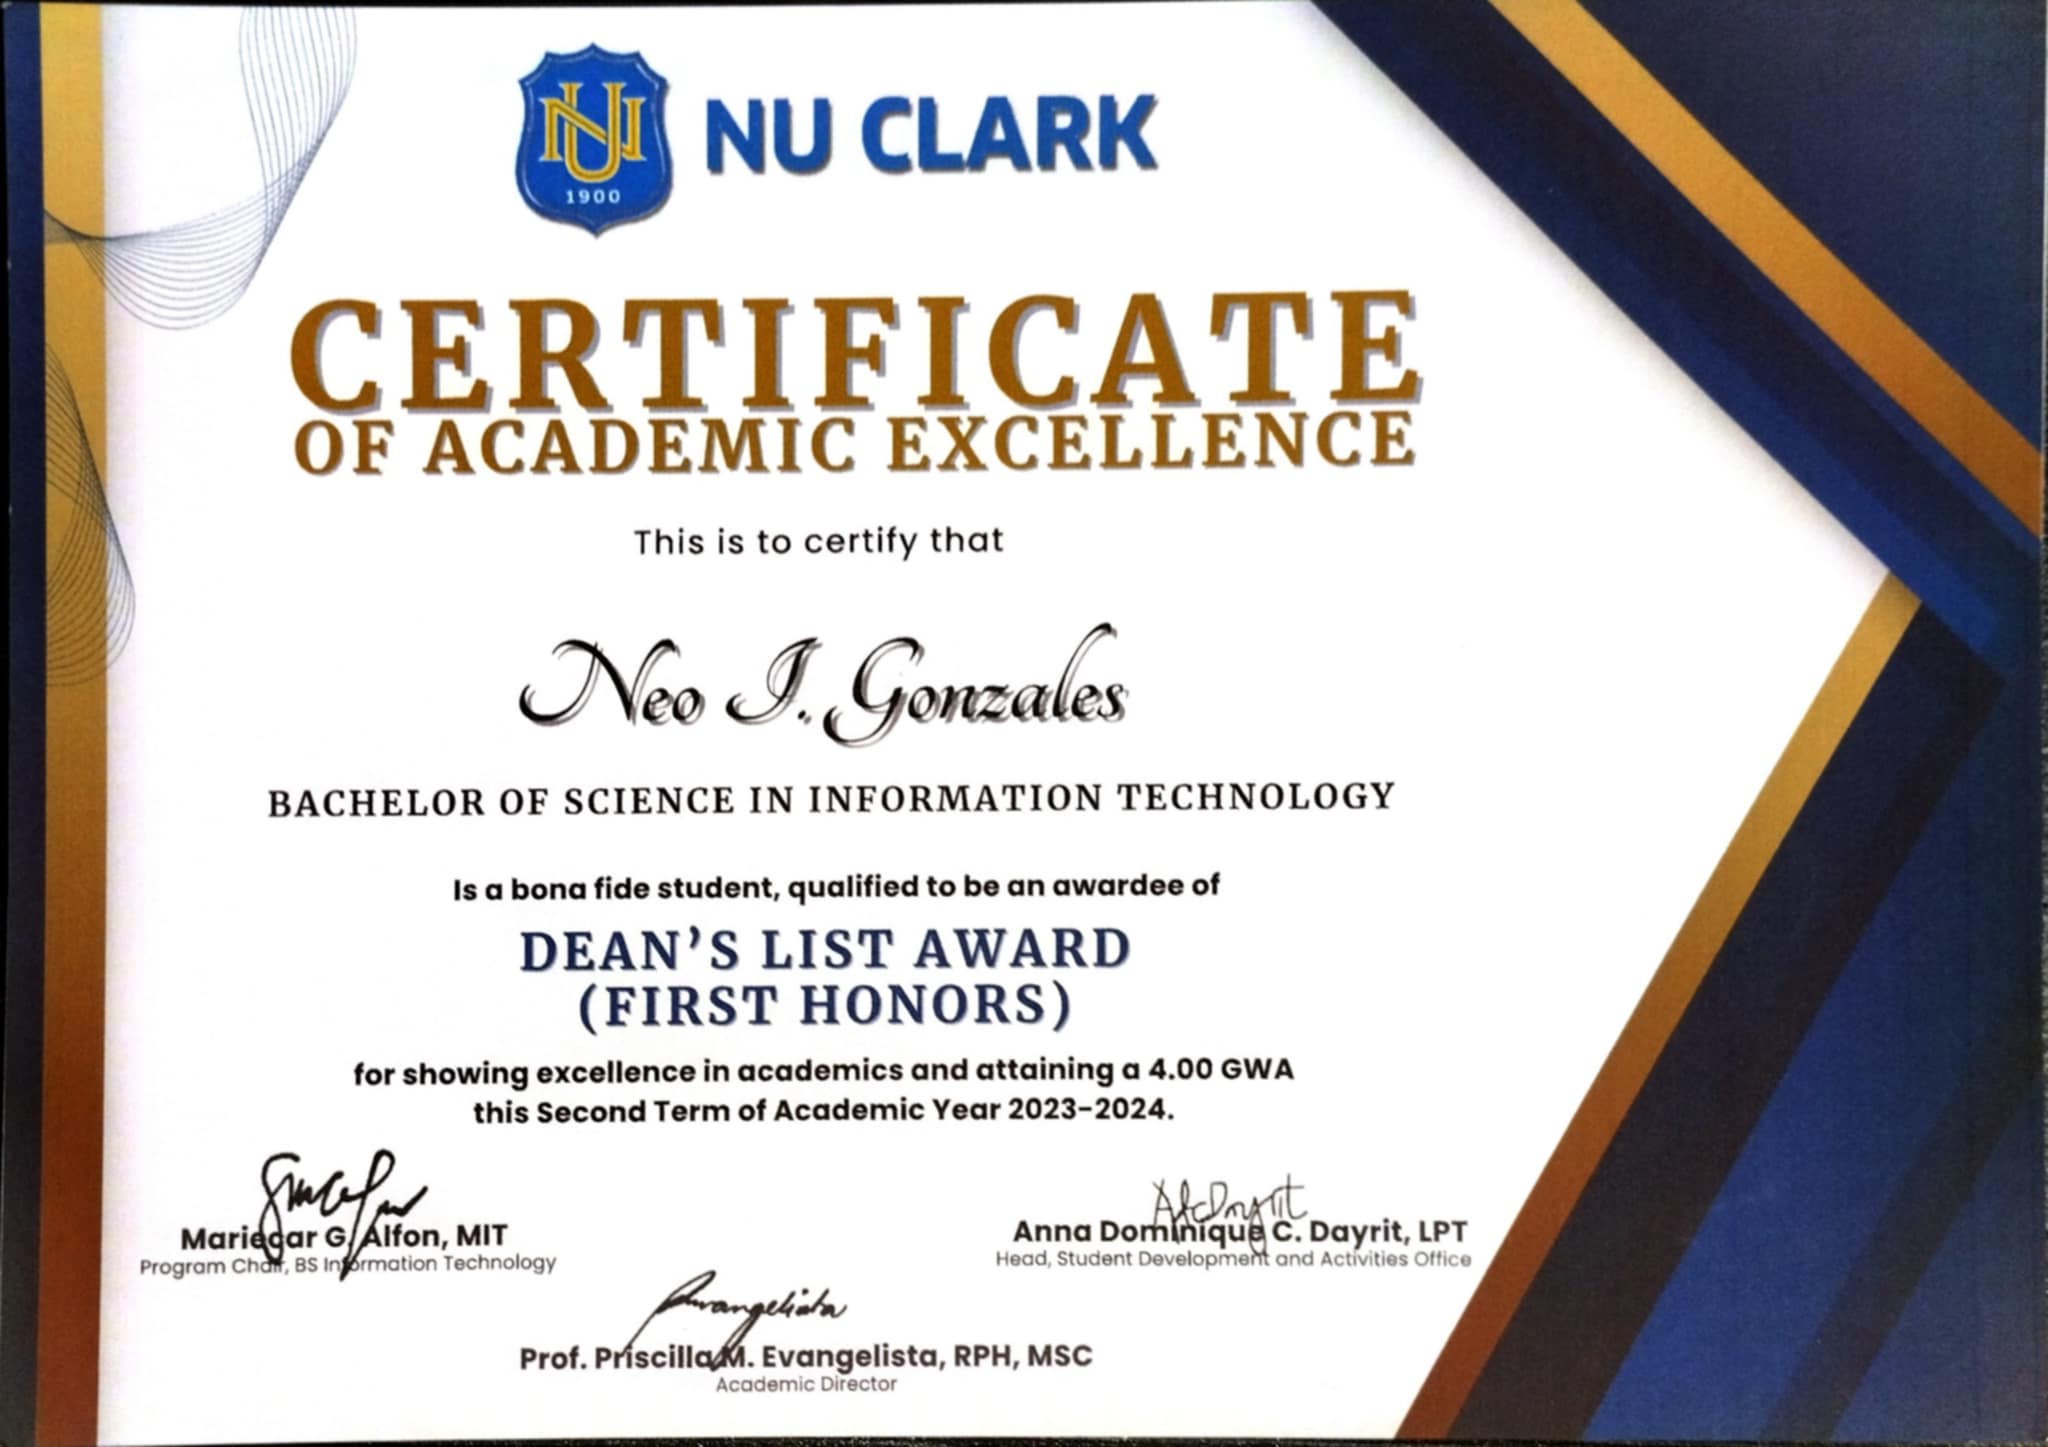 NU
1900
NU CLARK
CERTIFICATE
OF ACADEMIC EXCELLENCE
This is to certify that
Neo I. Gonzales
BACHELOR OF SCIENCE IN INFORMATION TECHNOLOGY
Is a bona fide student, qualified to be an awardee of
DEAN'S LIST AWARD
(FIRST HONORS)
for showing excellence in academics and attaining a 4.00 GWA
this Second Term of Academic Year 2023-2024.
Mariecar G. Alfon, MIT
Program Chair, BS Information Technology
Anna Dominique C. Dayrit, LPT
Head, Student Development and Activities Office
Prof. Priscilla M. Evangelista, RPH, MSC
Academic Director